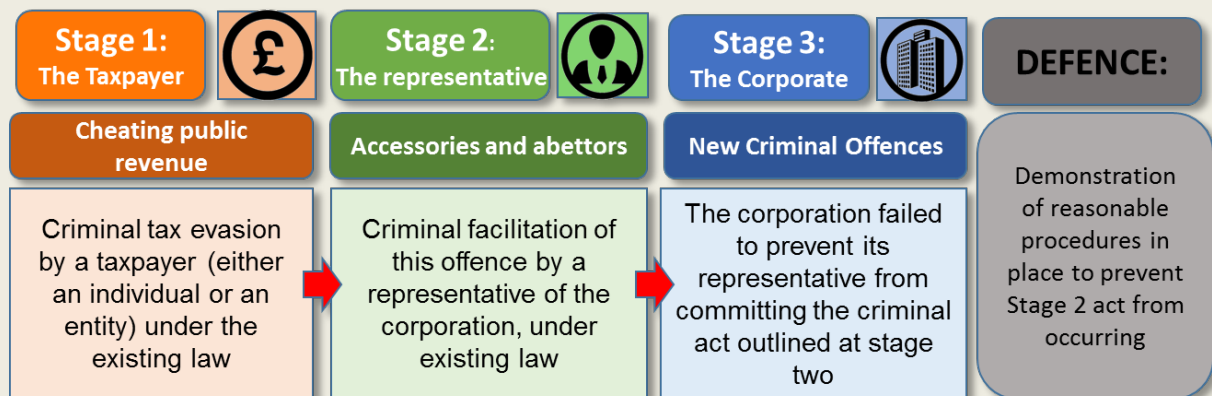 Stage 1:
The Taxpayer
£
Cheating public
revenue
Criminal tax evasion
by a taxpayer (either
an individual or an
entity) under the
existing law
Stage 2:
The representative
Accessories and abettors
Criminal facilitation of
this offence by a
representative of the
corporation, under
existing law
Stage 3:
The Corporate
New Criminal Offences
The corporation failed
to prevent its
representative from
committing the criminal
act outlined at stage
two
DEFENCE:
Demonstration
of reasonable
procedures in
place to prevent
Stage 2 act from
occurring